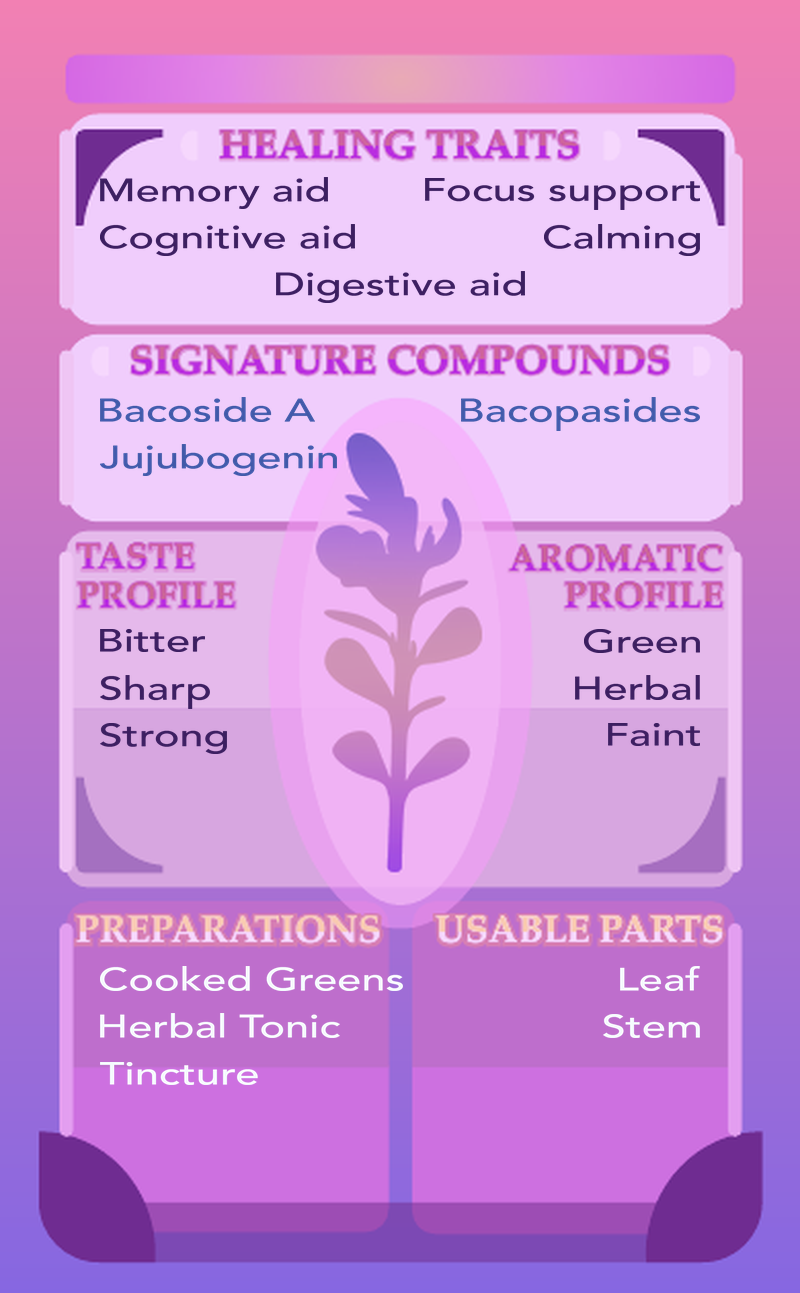 HEALING TRAITS
Memory aid Focus support
Cognitive aid Calming
Digestive aid
SIGNATURE COMPOUNDS
Bacoside A Bacopasides
Jujubogenin
TASTE
PROFILE
Bitter
Sharp
Strong
AROMATIC
PROFILE
Green
Herbal
Faint
PREPARATIONS
Cooked Greens
Herbal Tonic
Tincture
USABLE PARTS
Leaf
Stem